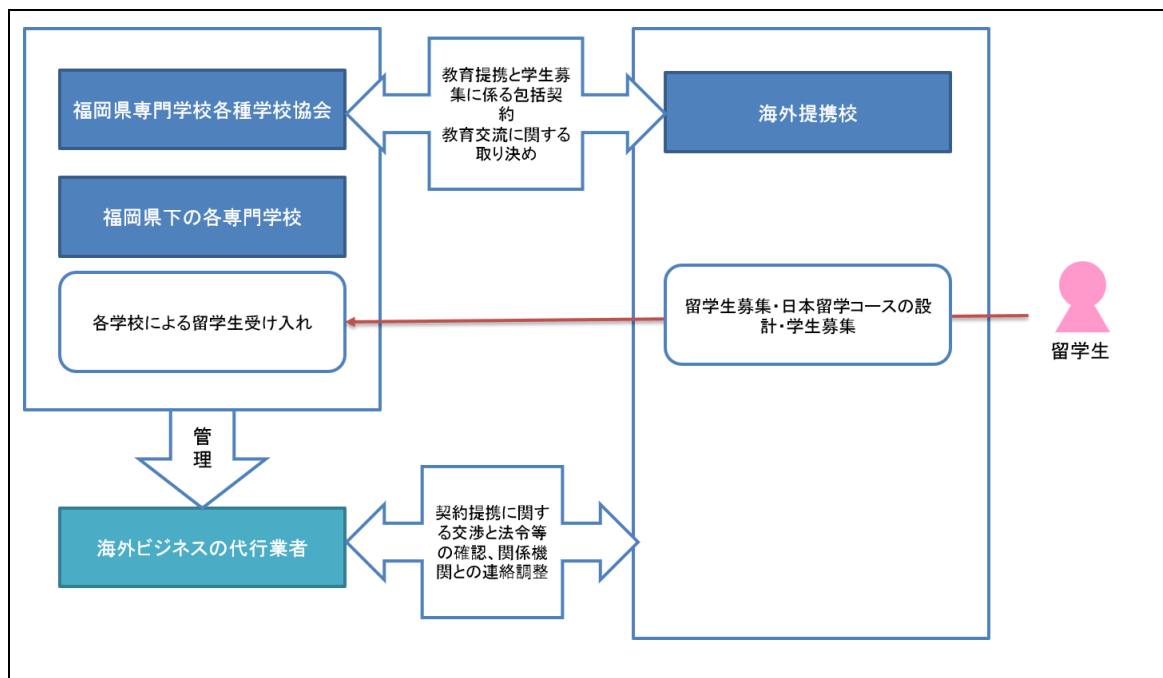 福岡県専門学校各種学校協会
教育提携と学生募
集に係る包括契
約
教育交流に関する
取り決め
海外提携校
福岡県下の各専門学校
各学校による留学生受け入れ
留学生募集・日本留学コースの設
計・学生募集
留学生
管
理
海外ビジネスの代行業者
契約提携に関す
る交渉と法令等
の確認、関係機
関との連絡調整